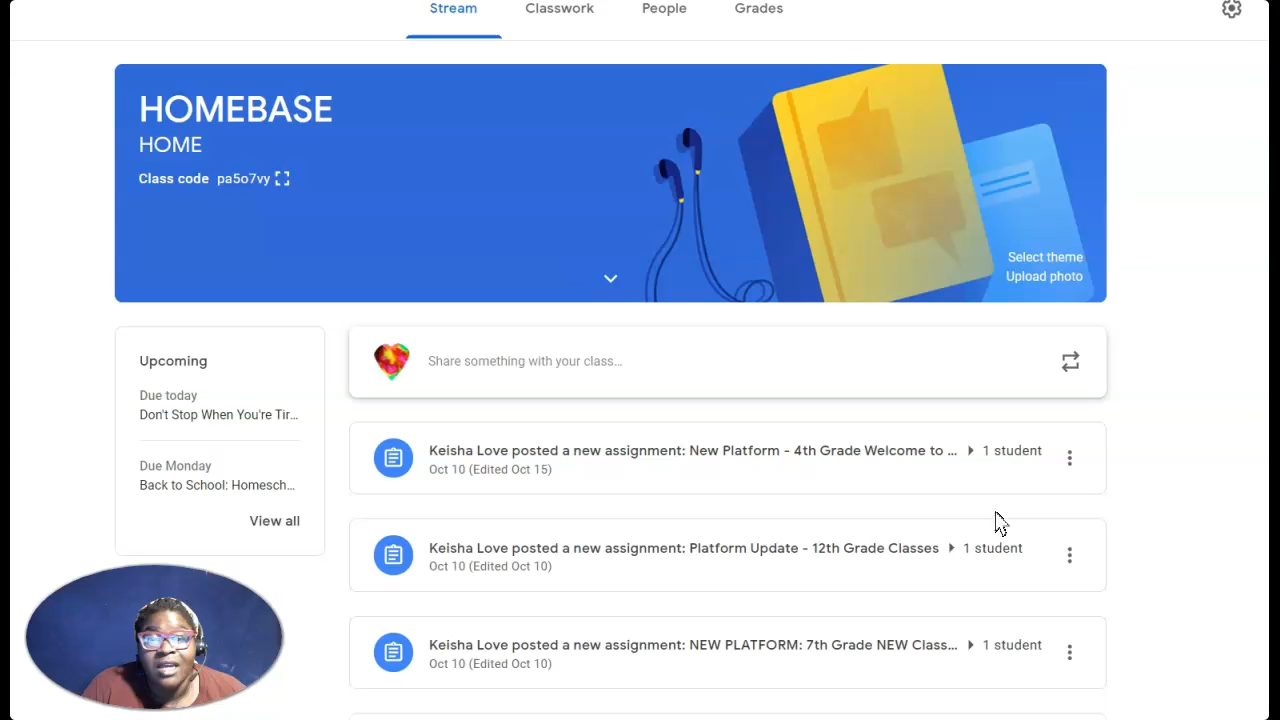 Stream Classwork People Grades
HOMEBASE
HOME
Class code pa5o7vy
Select theme
Upload photo
Upcoming
Due today
Don't Stop When You're Tir...
Due Monday
Back to School: Homesch...
View all
Share something with your class...
Keisha Love posted a new assignment: New Platform - 4th Grade Welcome to ... 1 student
Oct 10 (Edited Oct 15)
Keisha Love posted a new assignment: Platform Update - 12th Grade Classes 1 student
Oct 10 (Edited Oct 10)
Keisha Love posted a new assignment: NEW PLATFORM: 7th Grade NEW Class... 1 student
Oct 10 (Edited Oct 10)